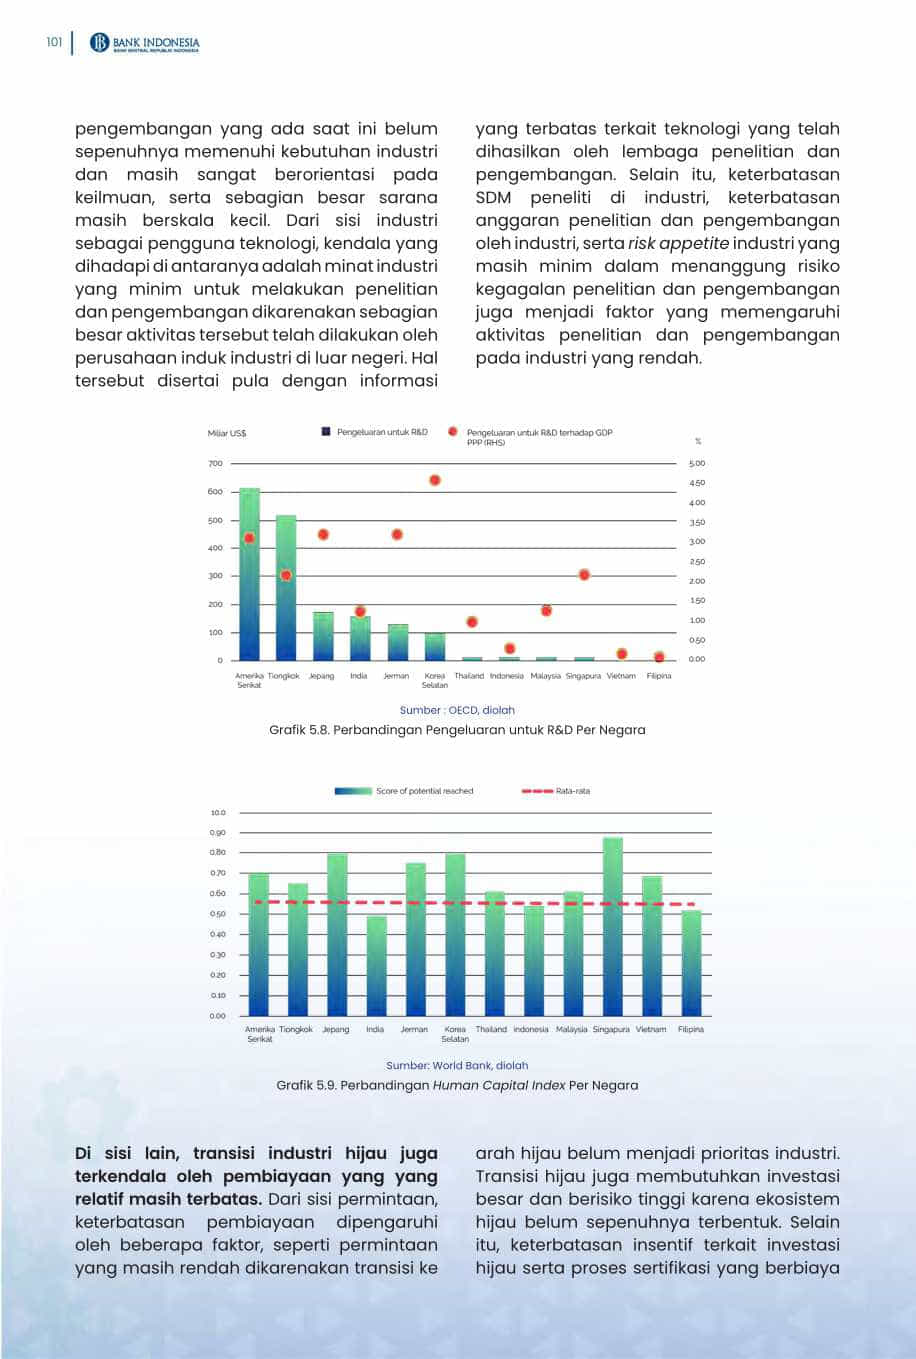 101
BANK INDONESIA
BANK SENTRAL REPUBLIK INDONESIA
pengembangan yang ada saat ini belum
sepenuhnya memenuhi kebutuhan industri
dan masih sangat berorientasi pada
keilmuan, serta sebagian besar sarana
masih berskala kecil. Dari sisi industri
sebagai pengguna teknologi, kendala yang
dihadapi di antaranya adalah minat industri
yang minim untuk melakukan penelitian
dan pengembangan dikarenakan sebagian
besar aktivitas tersebut telah dilakukan oleh
perusahaan induk industri di luar negeri. Hal
tersebut disertai pula dengan informasi
yang terbatas terkait teknologi yang telah
dihasilkan oleh lembaga penelitian dan
pengembangan. Selain itu, keterbatasan
SDM peneliti di industri, keterbatasan
anggaran penelitian dan pengembangan
oleh industri, serta risk appetite industri yang
masih minim dalam menanggung risiko
kegagalan penelitian dan pengembangan
juga menjadi faktor yang memengaruhi
aktivitas penelitian dan pengembangan
pada industri yang rendah.
Miliar US$
Pengeluaran untuk R&D
Pengeluaran untuk R&D terhadap GDP
PPP (RHS)
%
700
600
500
400
300
200
100
0
5.00
4.50
4.00
3.50
3.00
2.50
2.00
1.50
1.00
0.50
0.00
Amerika Serikat
Tiongkok
Jepang
India
Jerman
Korea Selatan
Thailand
Indonesia
Malaysia
Singapura
Vietnam
Filipina
Sumber : OECD, diolah
Grafik 5.8. Perbandingan Pengeluaran untuk R&D Per Negara
Score of potential reached
Rata-rata
10.0
0.90
0.80
0.70
0.60
0.50
0.40
0.30
0.20
0.10
0.00
Amerika Serikat
Tiongkok
Jepang
India
Jerman
Korea Selatan
Thailand
indonesia
Malaysia
Singapura
Vietnam
Filipina
Sumber: World Bank, diolah
Grafik 5.9. Perbandingan Human Capital Index Per Negara
Di sisi lain, transisi industri hijau juga
terkendala oleh pembiayaan yang yang
relatif masih terbatas. Dari sisi permintaan,
keterbatasan pembiayaan dipengaruhi
oleh beberapa faktor, seperti permintaan
yang masih rendah dikarenakan transisi ke
arah hijau belum menjadi prioritas industri.
Transisi hijau juga membutuhkan investasi
besar dan berisiko tinggi karena ekosistem
hijau belum sepenuhnya terbentuk. Selain
itu, keterbatasan insentif terkait investasi
hijau serta proses sertifikasi yang berbiaya